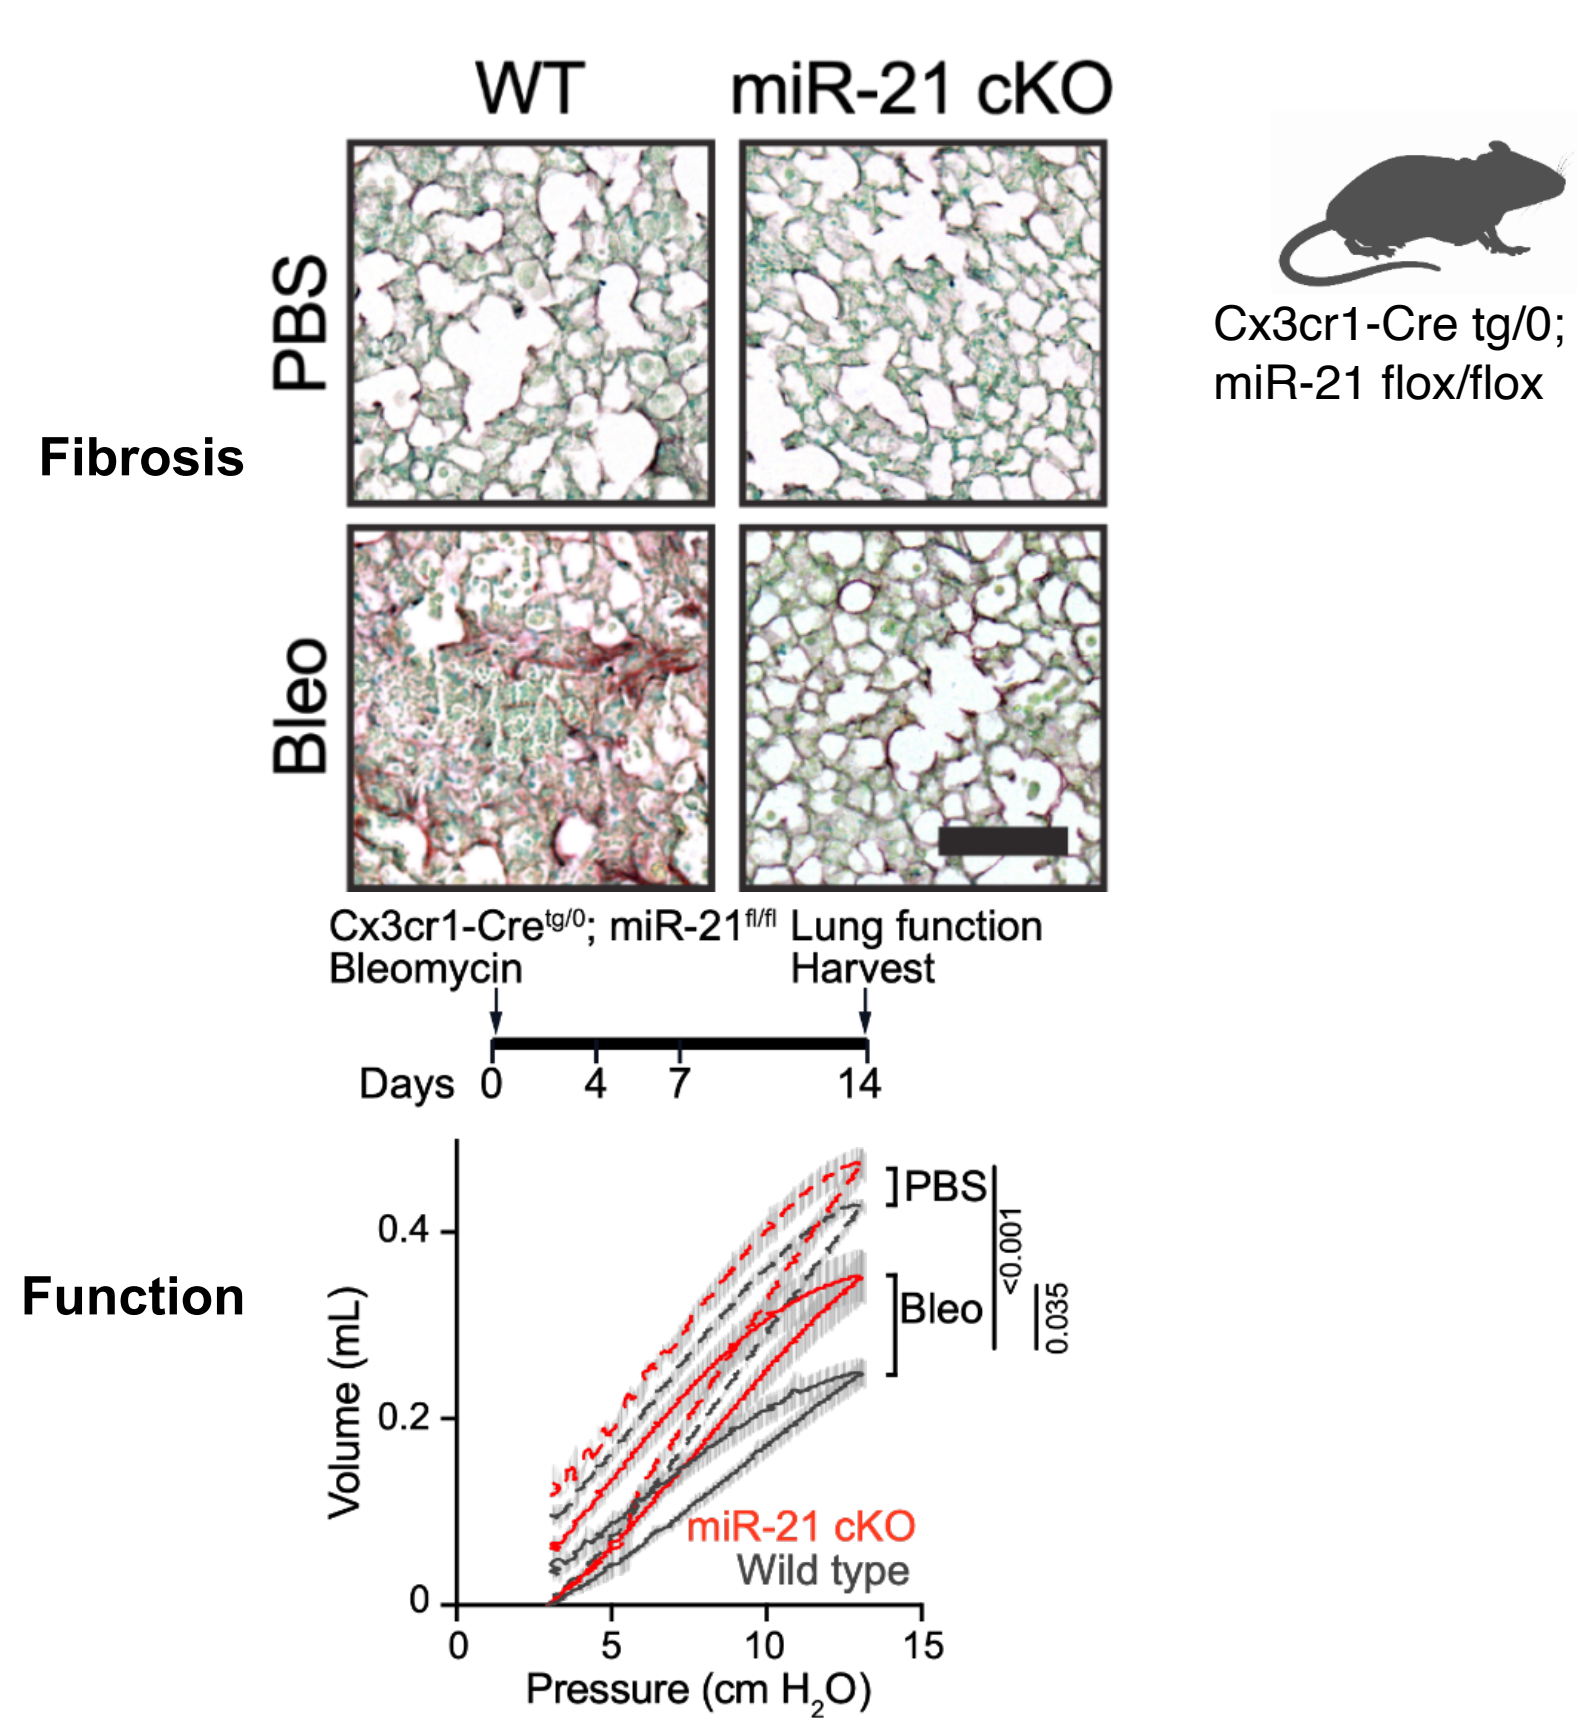 WT
miR-21 cKO
PBS
Cx3cr1-Cre tg/0;
miR-21 flox/flox
Fibrosis
Bleo
Cx3cr1-Creᵗᵍ/⁰; miR-21ᶠˡ/ᶠˡ
Bleomycin
Lung function
Harvest
Days 0 4 7 14
Function
Volume (mL)
0.4
0.2
0
PBS
Bleo
<0.001
0.035
miR-21 cKO
Wild type
0 5 10 15
Pressure (cm H₂O)